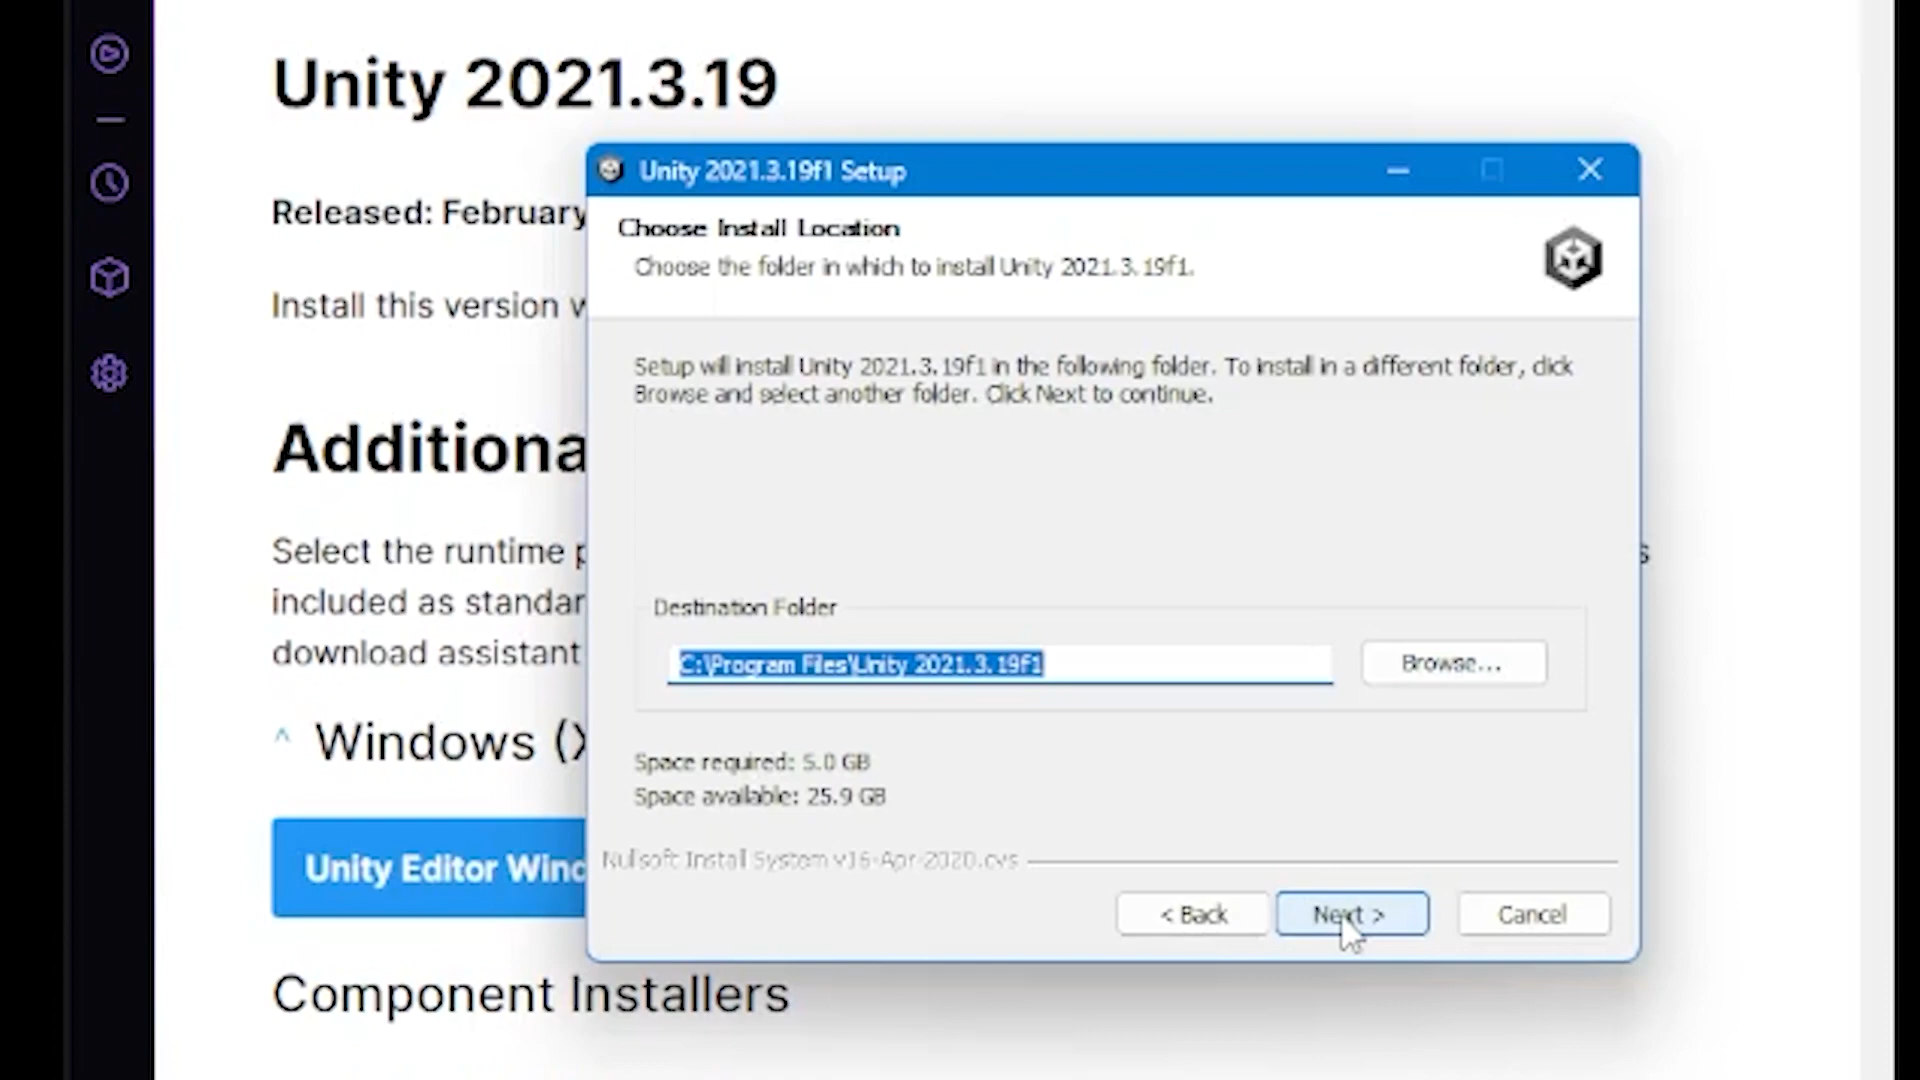 Unity 2021.3.19
Released: February
Install this version w
Additiona
Select the runtime p
s
included as standar
download assistant
^ Windows (X
Unity Editor Wind
Component Installers
Unity 2021.3.19f1 Setup
Choose Install Location
Choose the folder in which to install Unity 2021.3.19f1.
Setup will install Unity 2021.3.19f1 in the following folder. To install in a different folder, click
Browse and select another folder. Click Next to continue.
Destination Folder
C:\Program Files\Unity 2021.3.19f1
Browse...
Space required: 5.0 GB
Space available: 25.9 GB
Nullsoft Install System v16-Apr-2020.cvs
< Back
Next >
Cancel